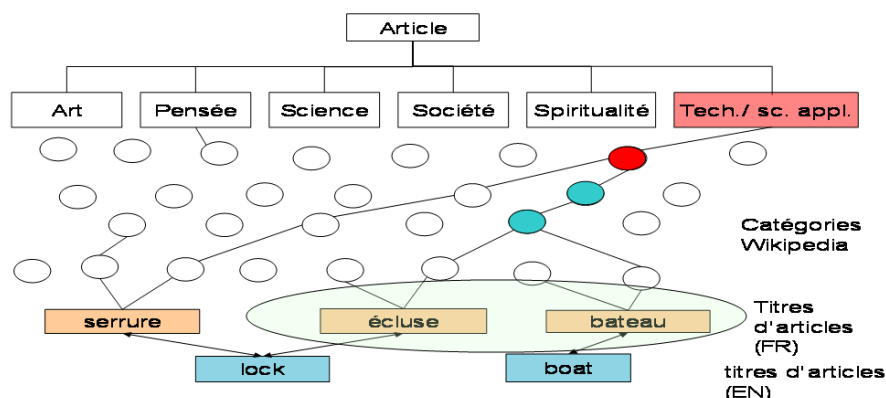 Article
Art
Pensée
Science
Société
Spiritualité
Tech./ sc. appl.
Catégories
Wikipedia
serrure
écluse
bateau
Titres
d'articles
(FR)
lock
boat
titres d'articles
(EN)